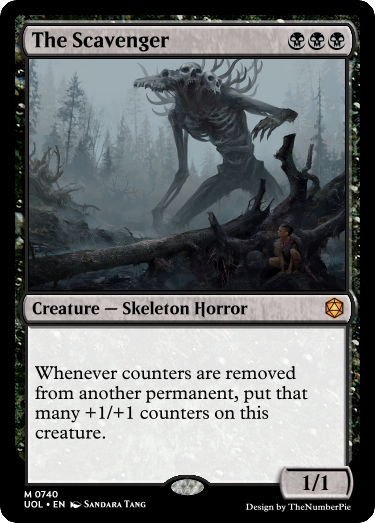 The Scavenger
Creature — Skeleton Horror
Whenever counters are removed
from another permanent, put that
many +1/+1 counters on this
creature.
1/1
M 0740
UOL • EN SANDARA TANG
Design by TheNumberPie